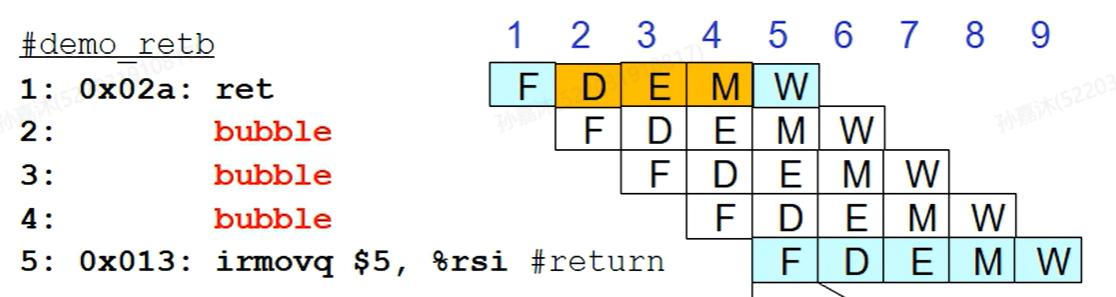 1 2 3 4 5 6 7 8 9
#demo_retb
1: 0x02a: ret F D E M W
2: bubble F D E M W
3: bubble F D E M W
4: bubble F D E M W
5: 0x013: irmovq $5, %rsi #return F D E M W